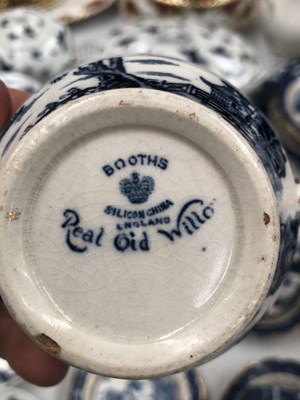 BOOTHS
SILICON CHINA
ENGLAND
Real Old Willow